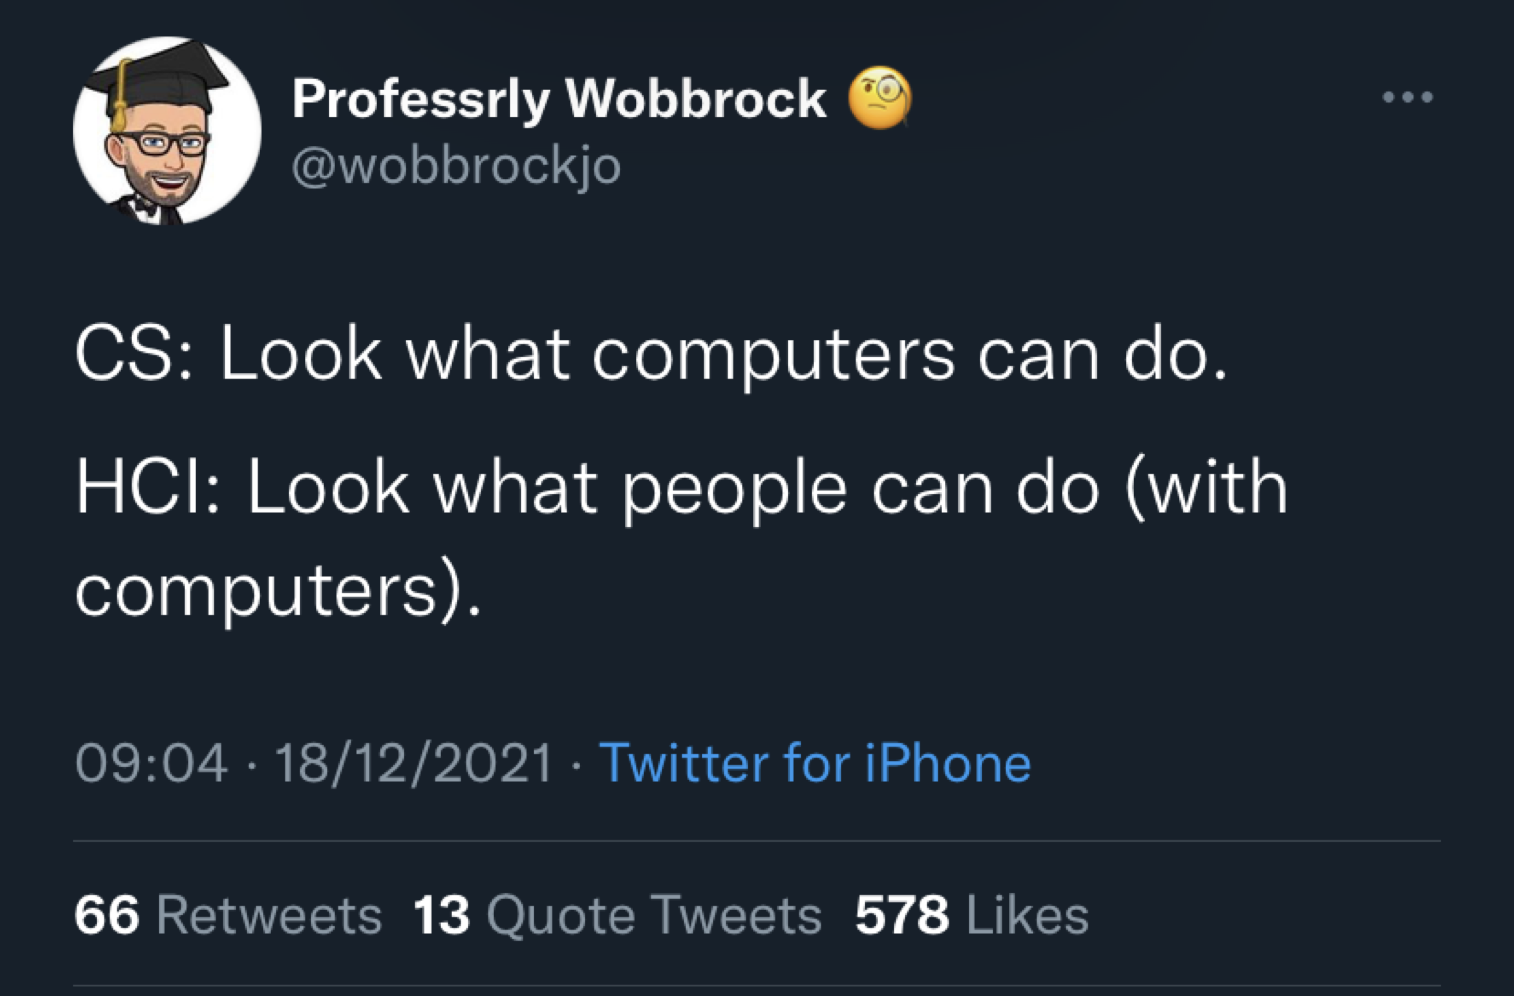 Professrly Wobbrock 🧐
@wobbrockjo
CS: Look what computers can do.
HCI: Look what people can do (with
computers).
09:04 · 18/12/2021 · Twitter for iPhone
66 Retweets 13 Quote Tweets 578 Likes